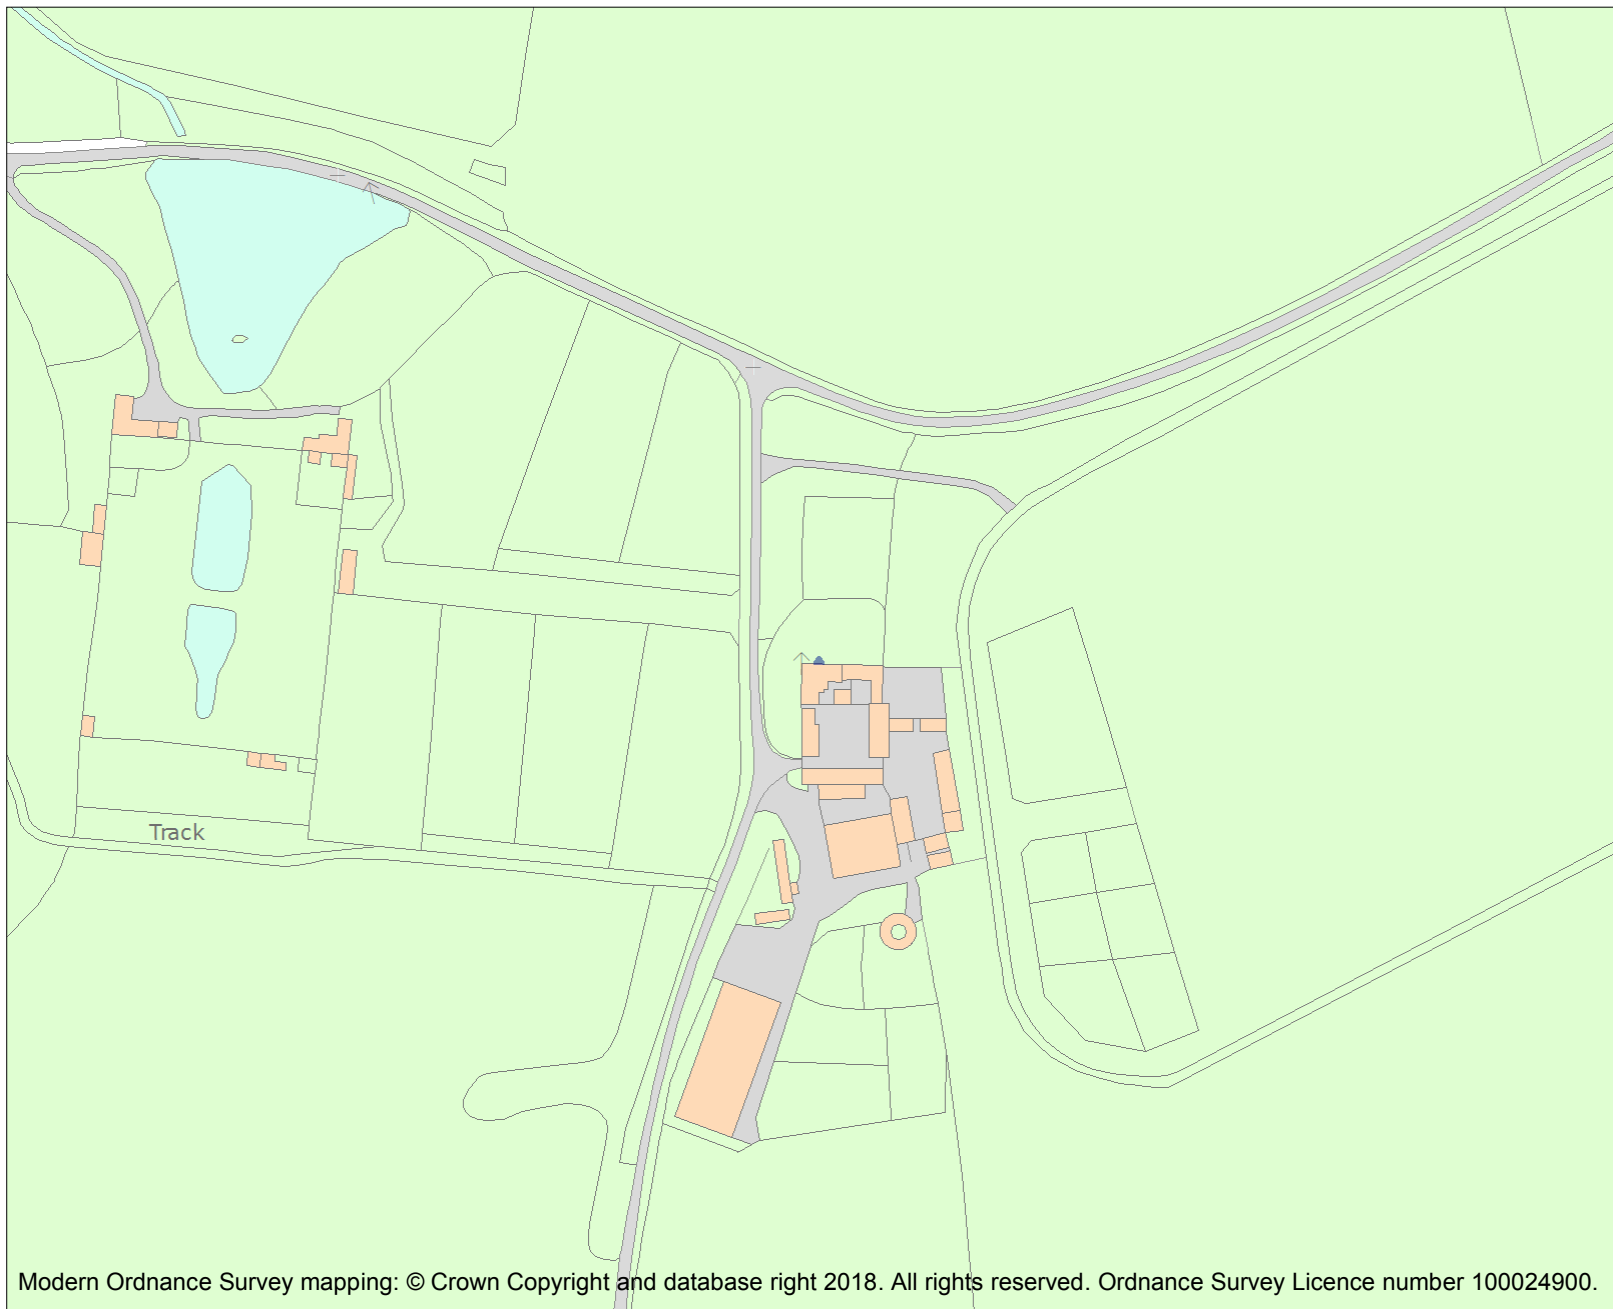 Track
Modern Ordnance Survey mapping: © Crown Copyright and database right 2018. All rights reserved. Ordnance Survey Licence number 100024900.